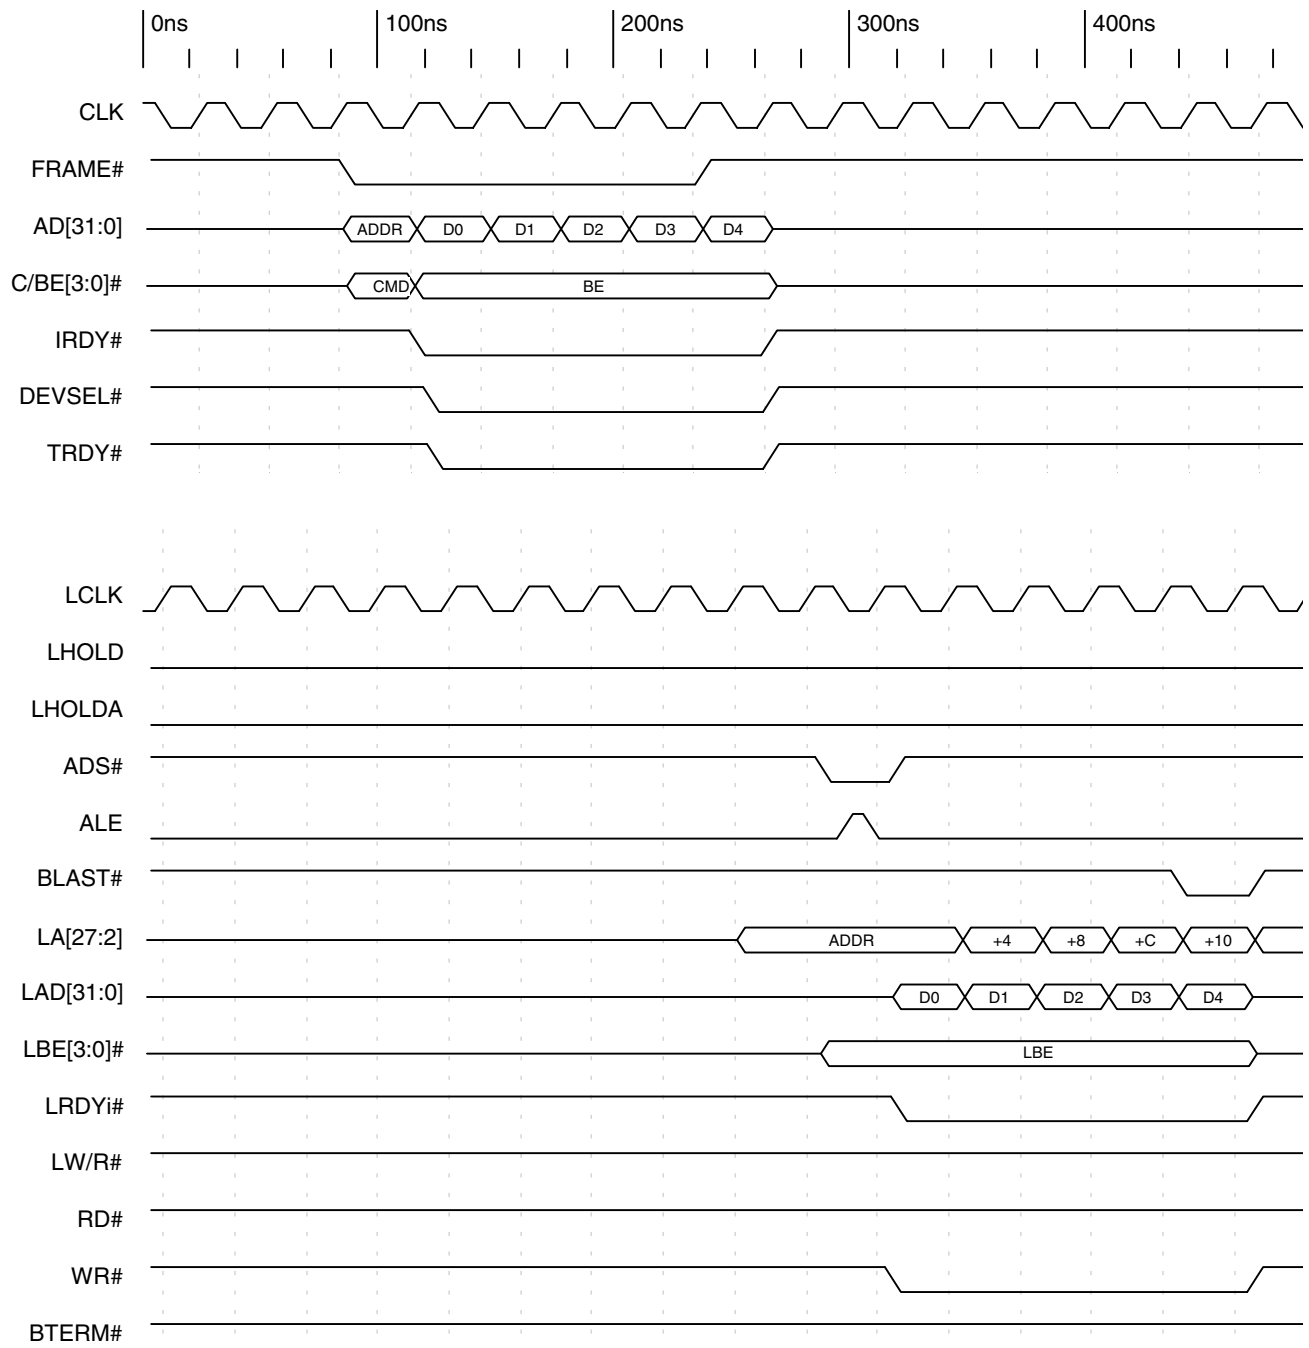 0ns 100ns 200ns 300ns 400ns
CLK
FRAME#
AD[31:0] ADDR D0 D1 D2 D3 D4
C/BE[3:0]# CMD BE
IRDY#
DEVSEL#
TRDY#
LCLK
LHOLD
LHOLDA
ADS#
ALE
BLAST#
LA[27:2] ADDR +4 +8 +C +10
LAD[31:0] D0 D1 D2 D3 D4
LBE[3:0]# LBE
LRDYi#
LW/R#
RD#
WR#
BTERM#